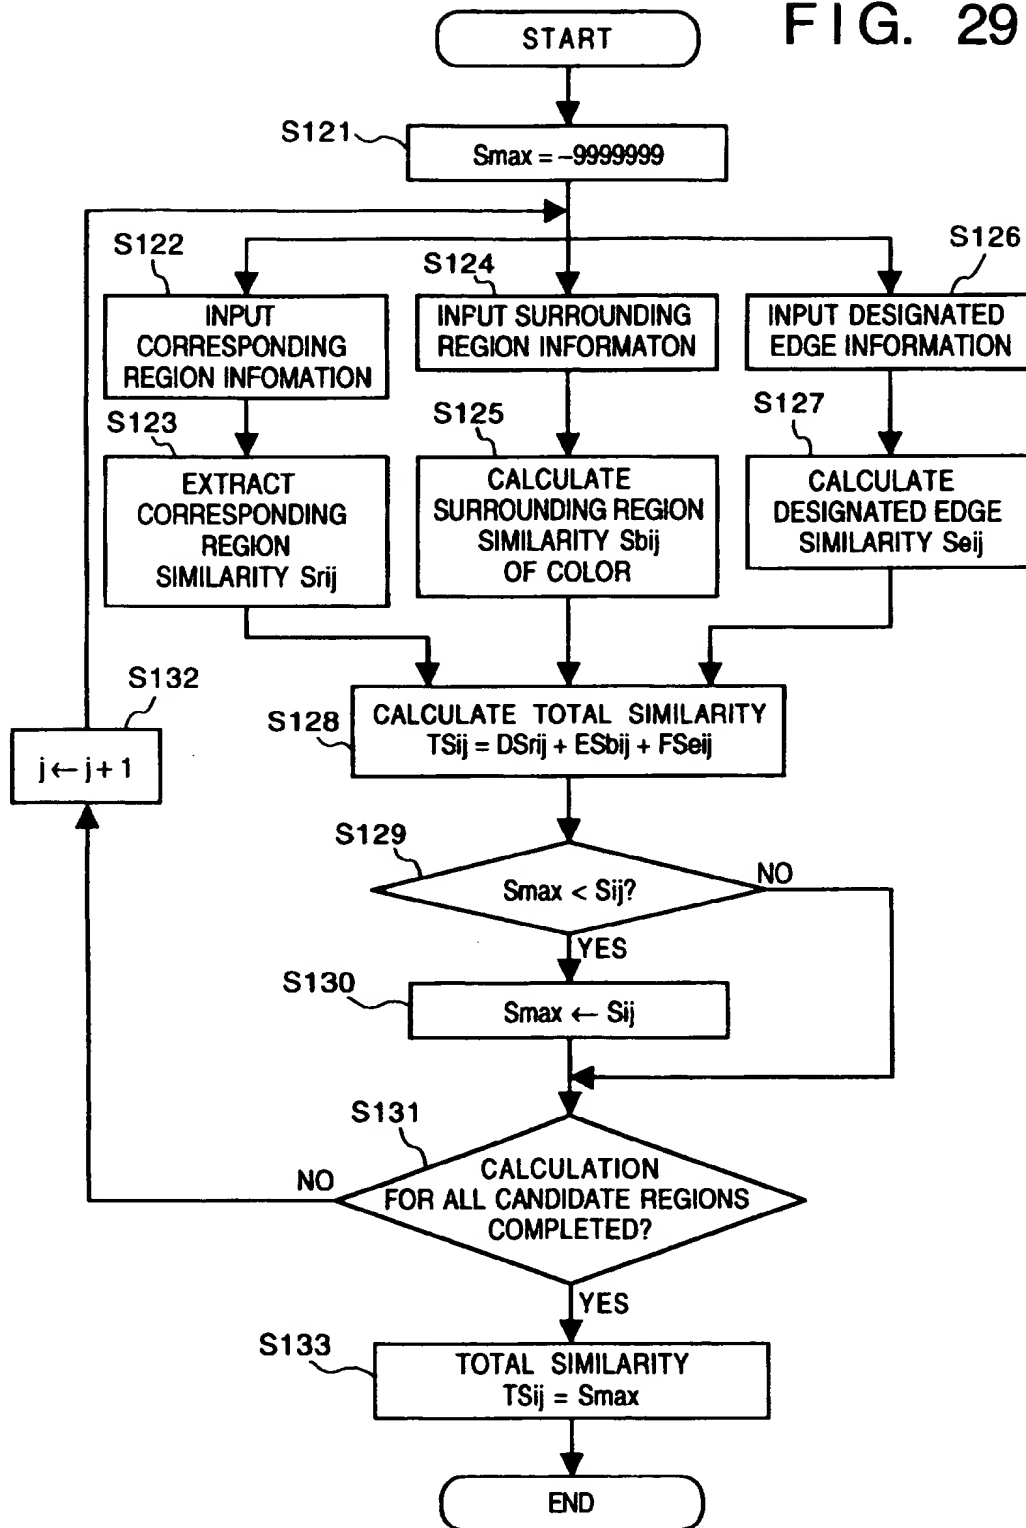 FIG. 29
START
S121
Smax = -9999999
S122
INPUT
CORRESPONDING
REGION INFOMATION
S124
INPUT SURROUNDING
REGION INFORMATON
S126
INPUT DESIGNATED
EDGE INFORMATION
S123
EXTRACT
CORRESPONDING
REGION
SIMILARITY Srij
S125
CALCULATE
SURROUNDING REGION
SIMILARITY Sbij
OF COLOR
S127
CALCULATE
DESIGNATED EDGE
SIMILARITY Seij
S132
j ← j + 1
S128
CALCULATE TOTAL SIMILARITY
TSij = DSrij + ESbij + FSeij
S129
Smax < Sij?
NO
YES
S130
Smax ← Sij
S131
CALCULATION
FOR ALL CANDIDATE REGIONS
COMPLETED?
NO
YES
S133
TOTAL SIMILARITY
TSij = Smax
END